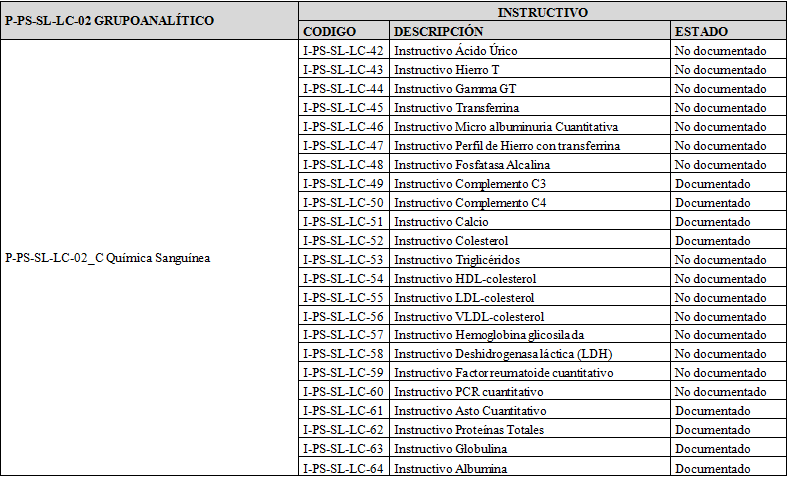 P-PS-SL-LC-02 GRUPO ANALÍTICO
INSTRUCTIVO
CODIGO DESCRIPCIÓN ESTADO
P-PS-SL-LC-02_C Química Sanguínea
I-PS-SL-LC-42 Instructivo Ácido Úrico No documentado
I-PS-SL-LC-43 Instructivo Hierro T No documentado
I-PS-SL-LC-44 Instructivo Gamma GT No documentado
I-PS-SL-LC-45 Instructivo Transferrina No documentado
I-PS-SL-LC-46 Instructivo Micro albuminuria Cuantitativa No documentado
I-PS-SL-LC-47 Instructivo Perfil de Hierro con transferrina No documentado
I-PS-SL-LC-48 Instructivo Fosfatasa Alcalina No documentado
I-PS-SL-LC-49 Instructivo Complemento C3 Documentado
I-PS-SL-LC-50 Instructivo Complemento C4 Documentado
I-PS-SL-LC-51 Instructivo Calcio Documentado
I-PS-SL-LC-52 Instructivo Colesterol Documentado
I-PS-SL-LC-53 Instructivo Triglicéridos No documentado
I-PS-SL-LC-54 Instructivo HDL-colesterol No documentado
I-PS-SL-LC-55 Instructivo LDL-colesterol No documentado
I-PS-SL-LC-56 Instructivo VLDL-colesterol No documentado
I-PS-SL-LC-57 Instructivo Hemoglobina glicosilada No documentado
I-PS-SL-LC-58 Instructivo Deshidrogenasa láctica (LDH) No documentado
I-PS-SL-LC-59 Instructivo Factor reumatoide cuantitativo No documentado
I-PS-SL-LC-60 Instructivo PCR cuantitativo No documentado
I-PS-SL-LC-61 Instructivo Asto Cuantitativo Documentado
I-PS-SL-LC-62 Instructivo Proteínas Totales Documentado
I-PS-SL-LC-63 Instructivo Globulina Documentado
I-PS-SL-LC-64 Instructivo Albumina Documentado